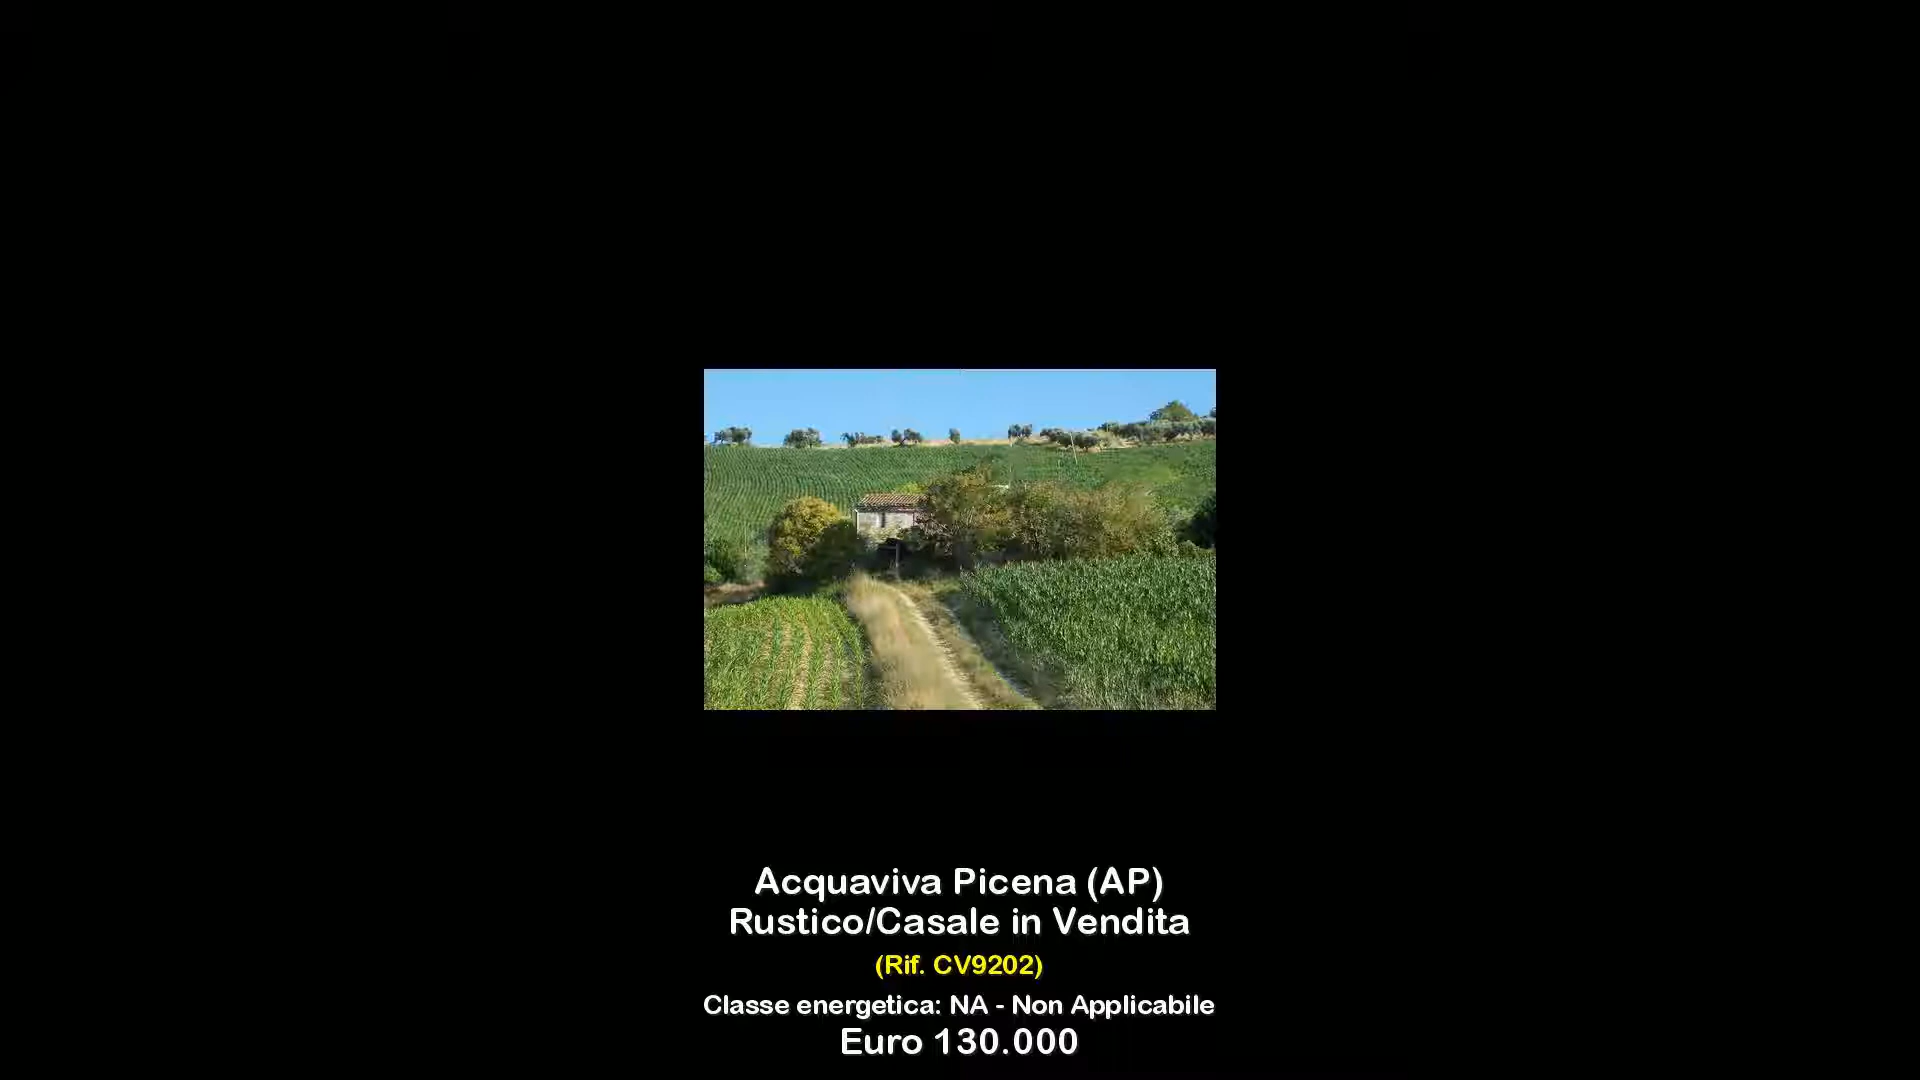 Acquaviva Picena (AP)
Rustico/Casale in Vendita
(Rif. CV9202)
Classe energetica: NA - Non Applicabile
Euro 130.000